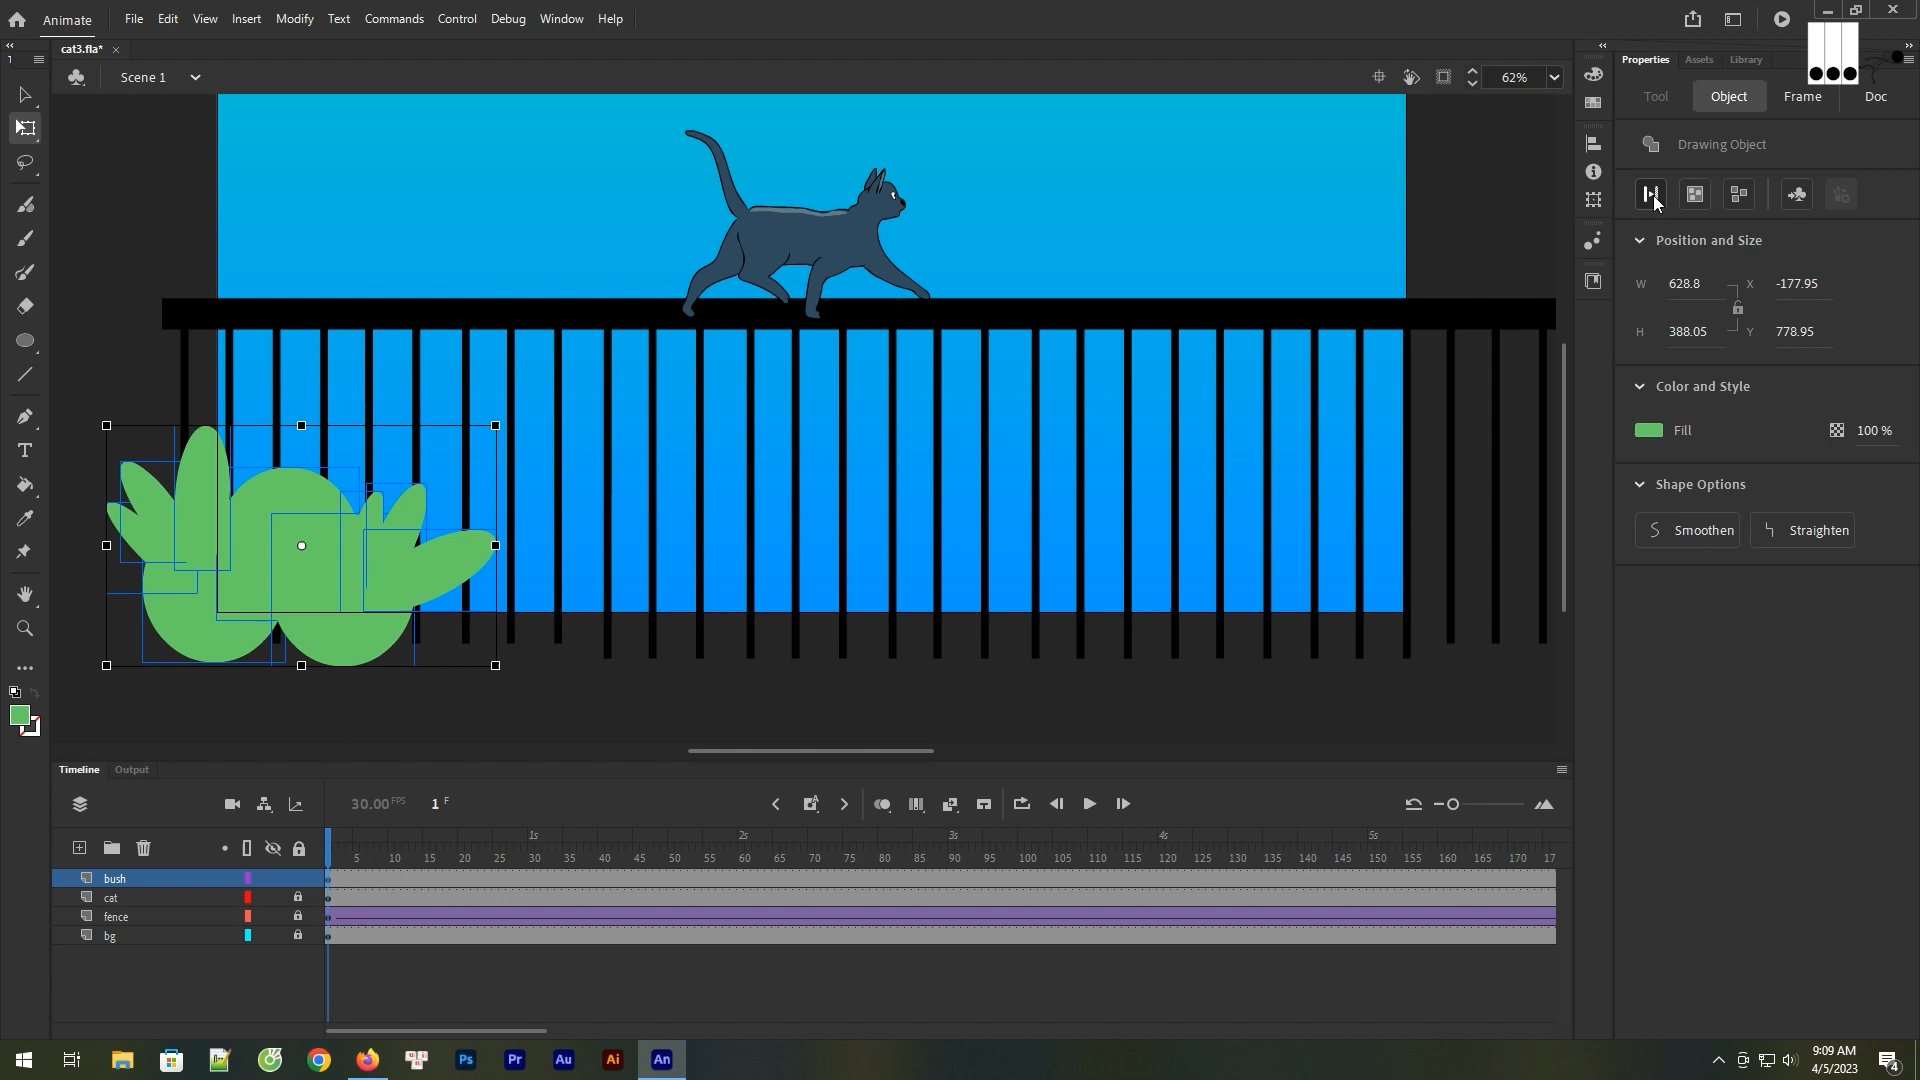 Animate File Edit View Insert Modify Text Commands Control Debug Window Help
cat3.fla*
Scene 1
62%
Properties Assets Library
Tool Object Frame Doc
Drawing Object
Position and Size
W 628.8 X -177.95
H 388.05 Y 778.95
Color and Style
Fill 100 %
Shape Options
Smoothen Straighten
Timeline Output
30.00 FPS 1 F
1s 2s 3s 4s 5s
5 10 15 20 25 30 35 40 45 50 55 60 65 70 75 80 85 90 95 100 105 110 115 120 125 130 135 140 145 150 155 160 165 170 17
bush
cat
fence
bg
Ps Pr Au Ai An
9:09 AM
4/5/2023
4